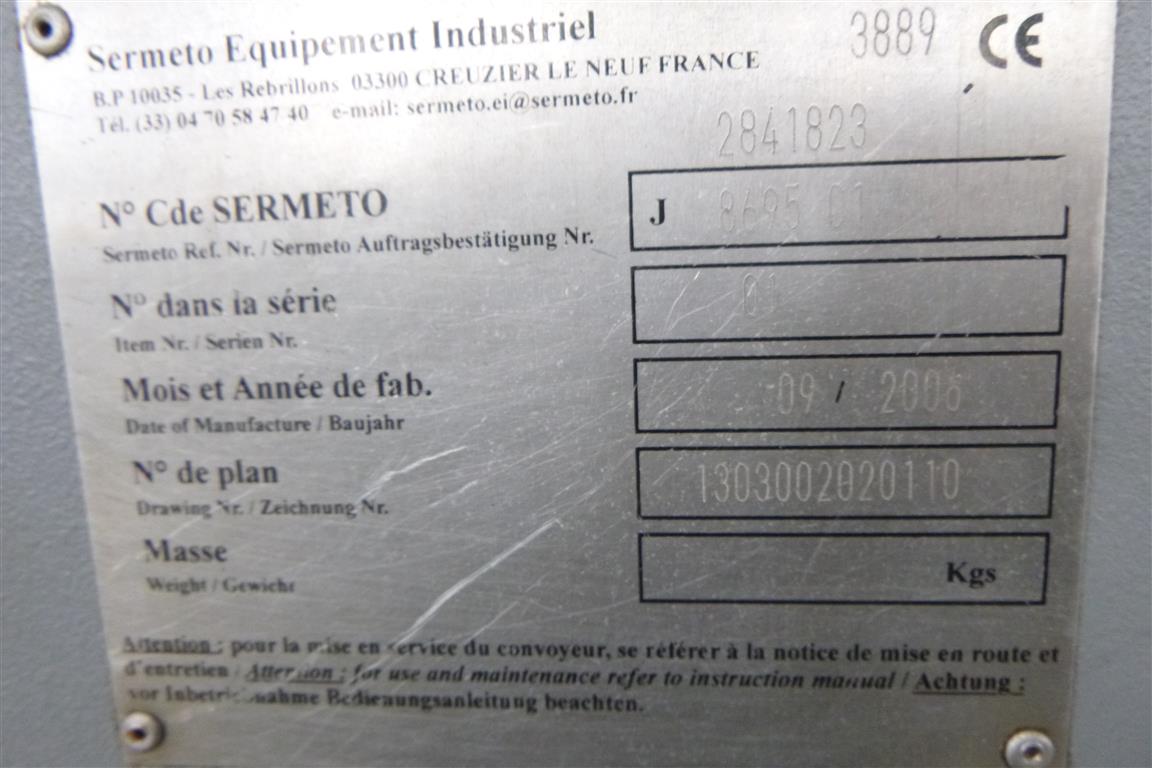 Sermeto Equipement Industriel 3889 CE
B.P 10035 - Les Rebrillons 03300 CREUZIER LE NEUF FRANCE
Tél. (33) 04 70 58 47 40 e-mail: sermeto.ei@sermeto.fr
2841823
N° Cde SERMETO J 8695 01
Sermeto Ref. Nr. / Sermeto Auftragsbestätigung Nr.
N° dans la série 01
Item Nr. / Serien Nr.
Mois et Année de fab. 09 / 2006
Date of Manufacture / Baujahr
N° de plan 1303002020110
Drawing Nr. / Zeichnung Nr.
Masse Kgs
Weight / Gewicht
Attention : pour la mise en service du convoyeur, se référer à la notice de mise en route et
d'entretien / Attention : for use and maintenance refer to instruction manual / Achtung :
vor Inbetriebnahme Bedienungsanleitung beachten.